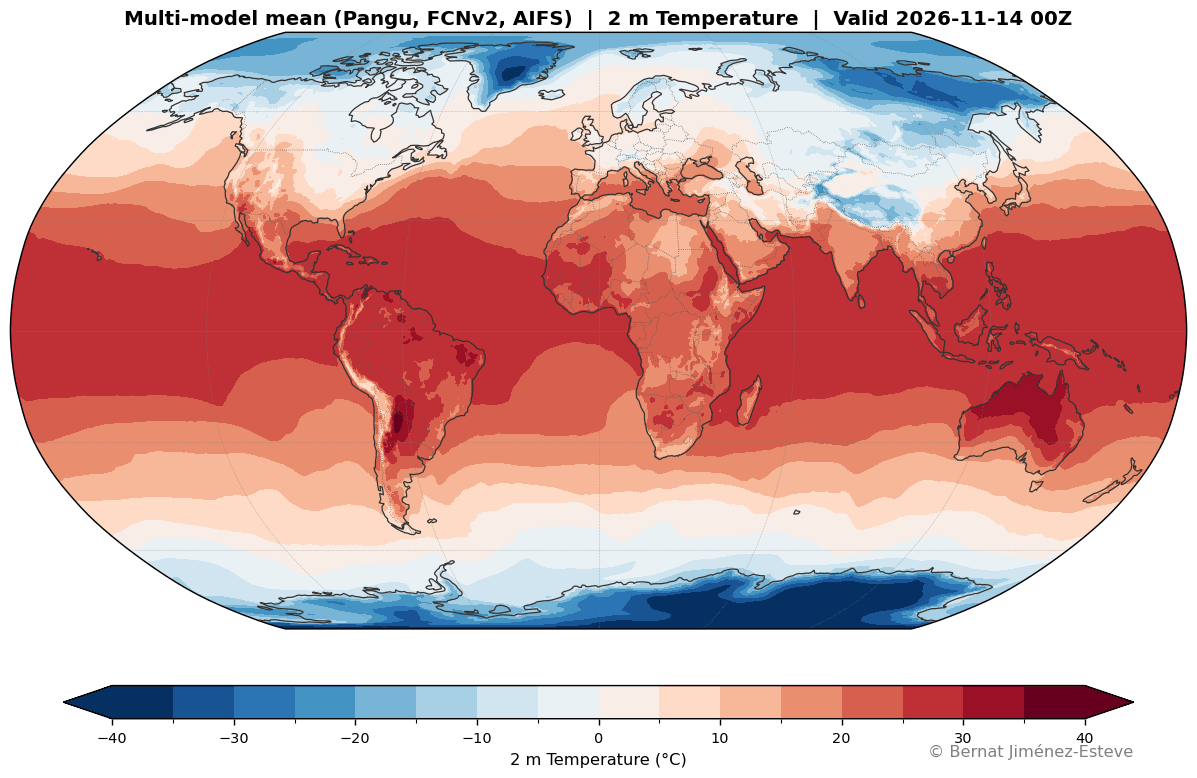 Multi-model mean (Pangu, FCNv2, AIFS)  |  2 m Temperature  |  Valid 2026-11-14 00Z
−40 −30 −20 −10 0 10 20 30 40
2 m Temperature (°C)
© Bernat Jiménez-Esteve